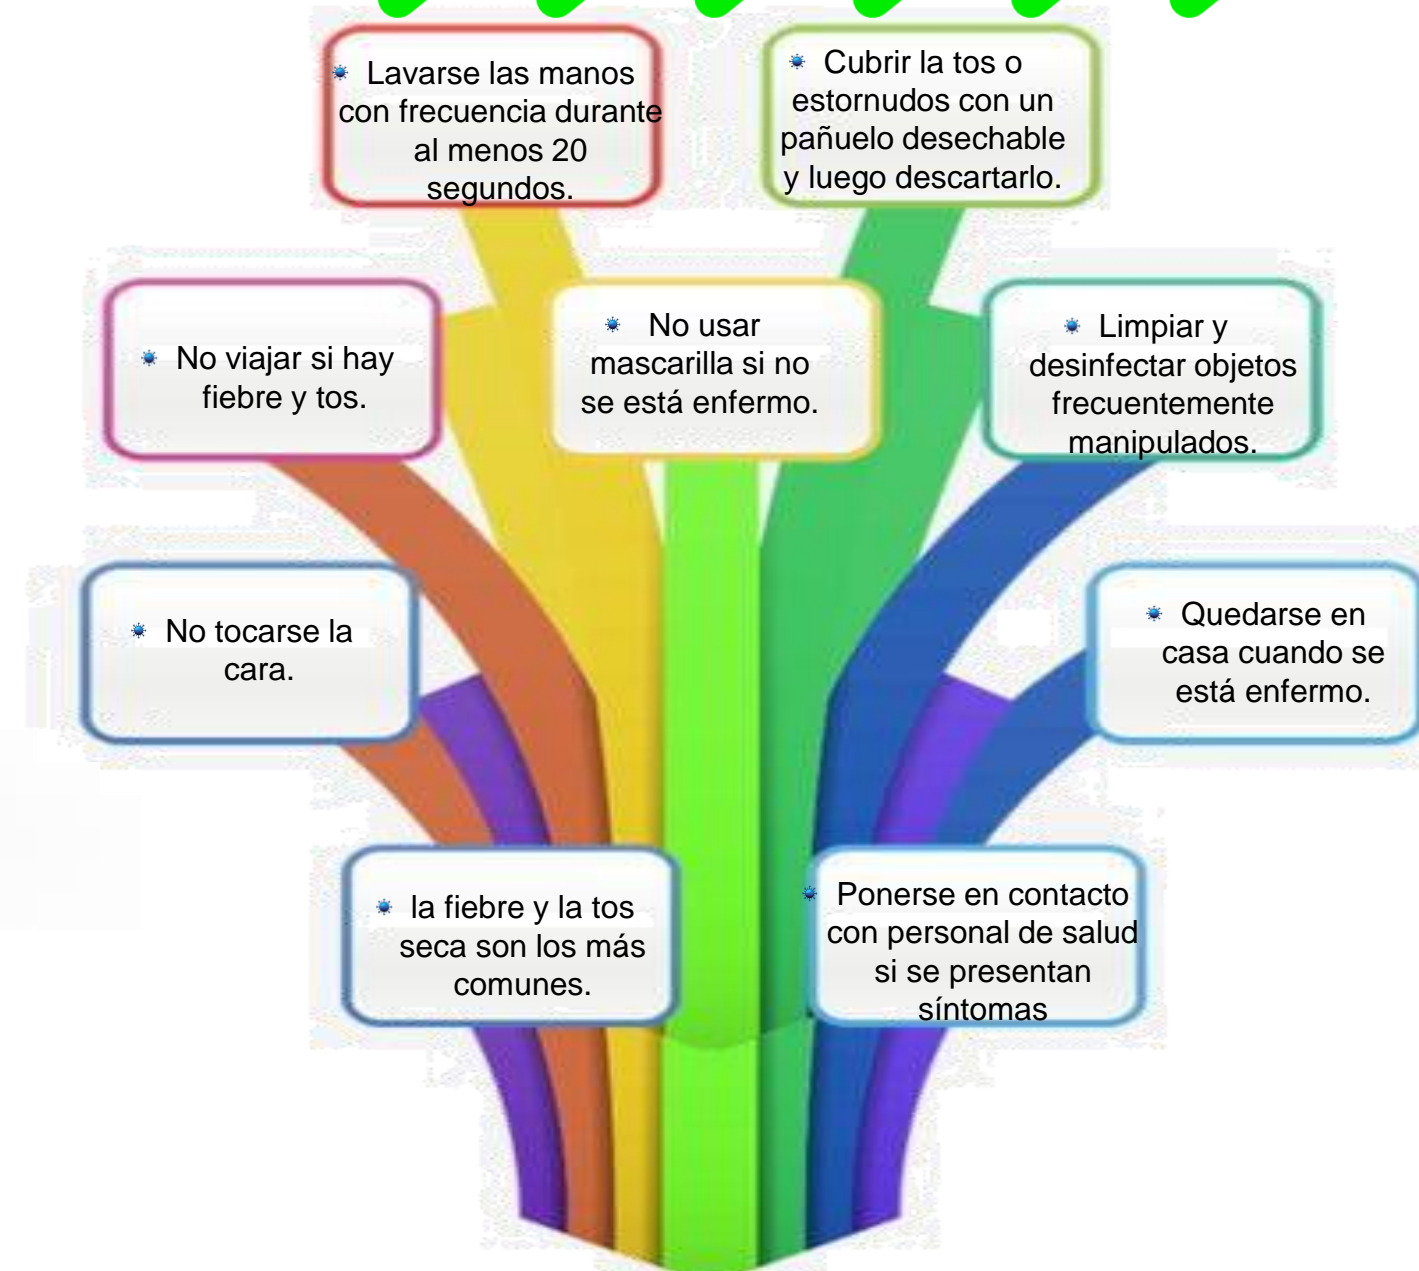 Lavarse las manos
con frecuencia durante
al menos 20
segundos.
Cubrir la tos o
estornudos con un
pañuelo desechable
y luego descartarlo.
No viajar si hay
fiebre y tos.
No usar
mascarilla si no
se está enfermo.
Limpiar y
desinfectar objetos
frecuentemente
manipulados.
No tocarse la
cara.
Quedarse en
casa cuando se
está enfermo.
la fiebre y la tos
seca son los más
comunes.
Ponerse en contacto
con personal de salud
si se presentan
síntomas